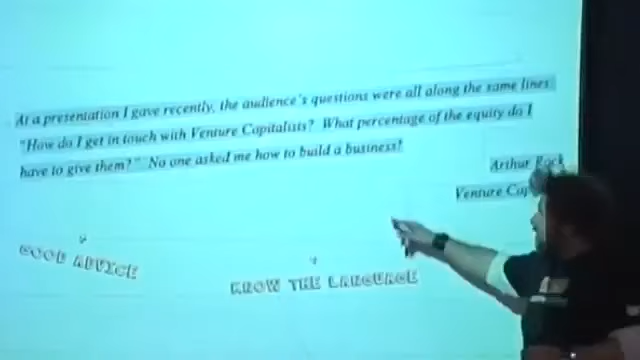 At a presentation I gave recently, the audience's questions were all along the same lines:
"How do I get in touch with Venture Capitalists? What percentage of the equity do I
have to give them?" No one asked me how to build a business!
Arthur Rock
Venture
GOOD ADVICE
KNOW THE LANGUAGE